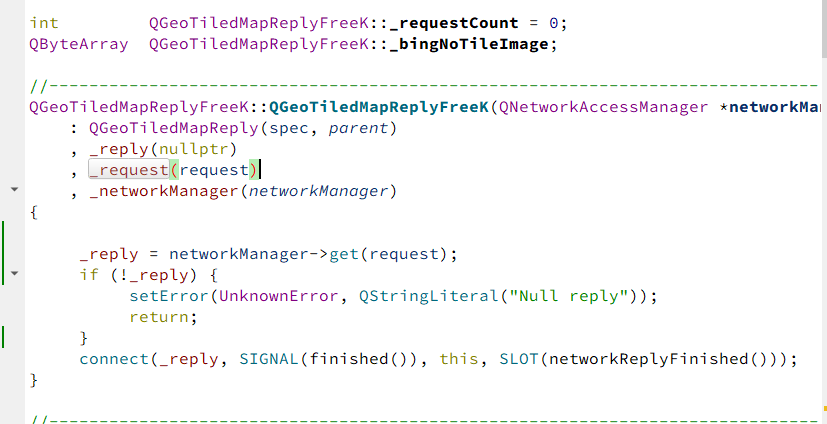 int         QGeoTiledMapReplyFreeK::_requestCount = 0;
QByteArray  QGeoTiledMapReplyFreeK::_bingNoTileImage;
//-----------------------------------------------------------------------------
QGeoTiledMapReplyFreeK::QGeoTiledMapReplyFreeK(QNetworkAccessManager *networkMa
    : QGeoTiledMapReply(spec, parent)
    , _reply(nullptr)
    , _request(request)
    , _networkManager(networkManager)
{
     _reply = networkManager->get(request);
     if (!_reply) {
          setError(UnknownError, QStringLiteral("Null reply"));
          return;
     }
     connect(_reply, SIGNAL(finished()), this, SLOT(networkReplyFinished()));
}
//-----------------------------------------------------------------------------